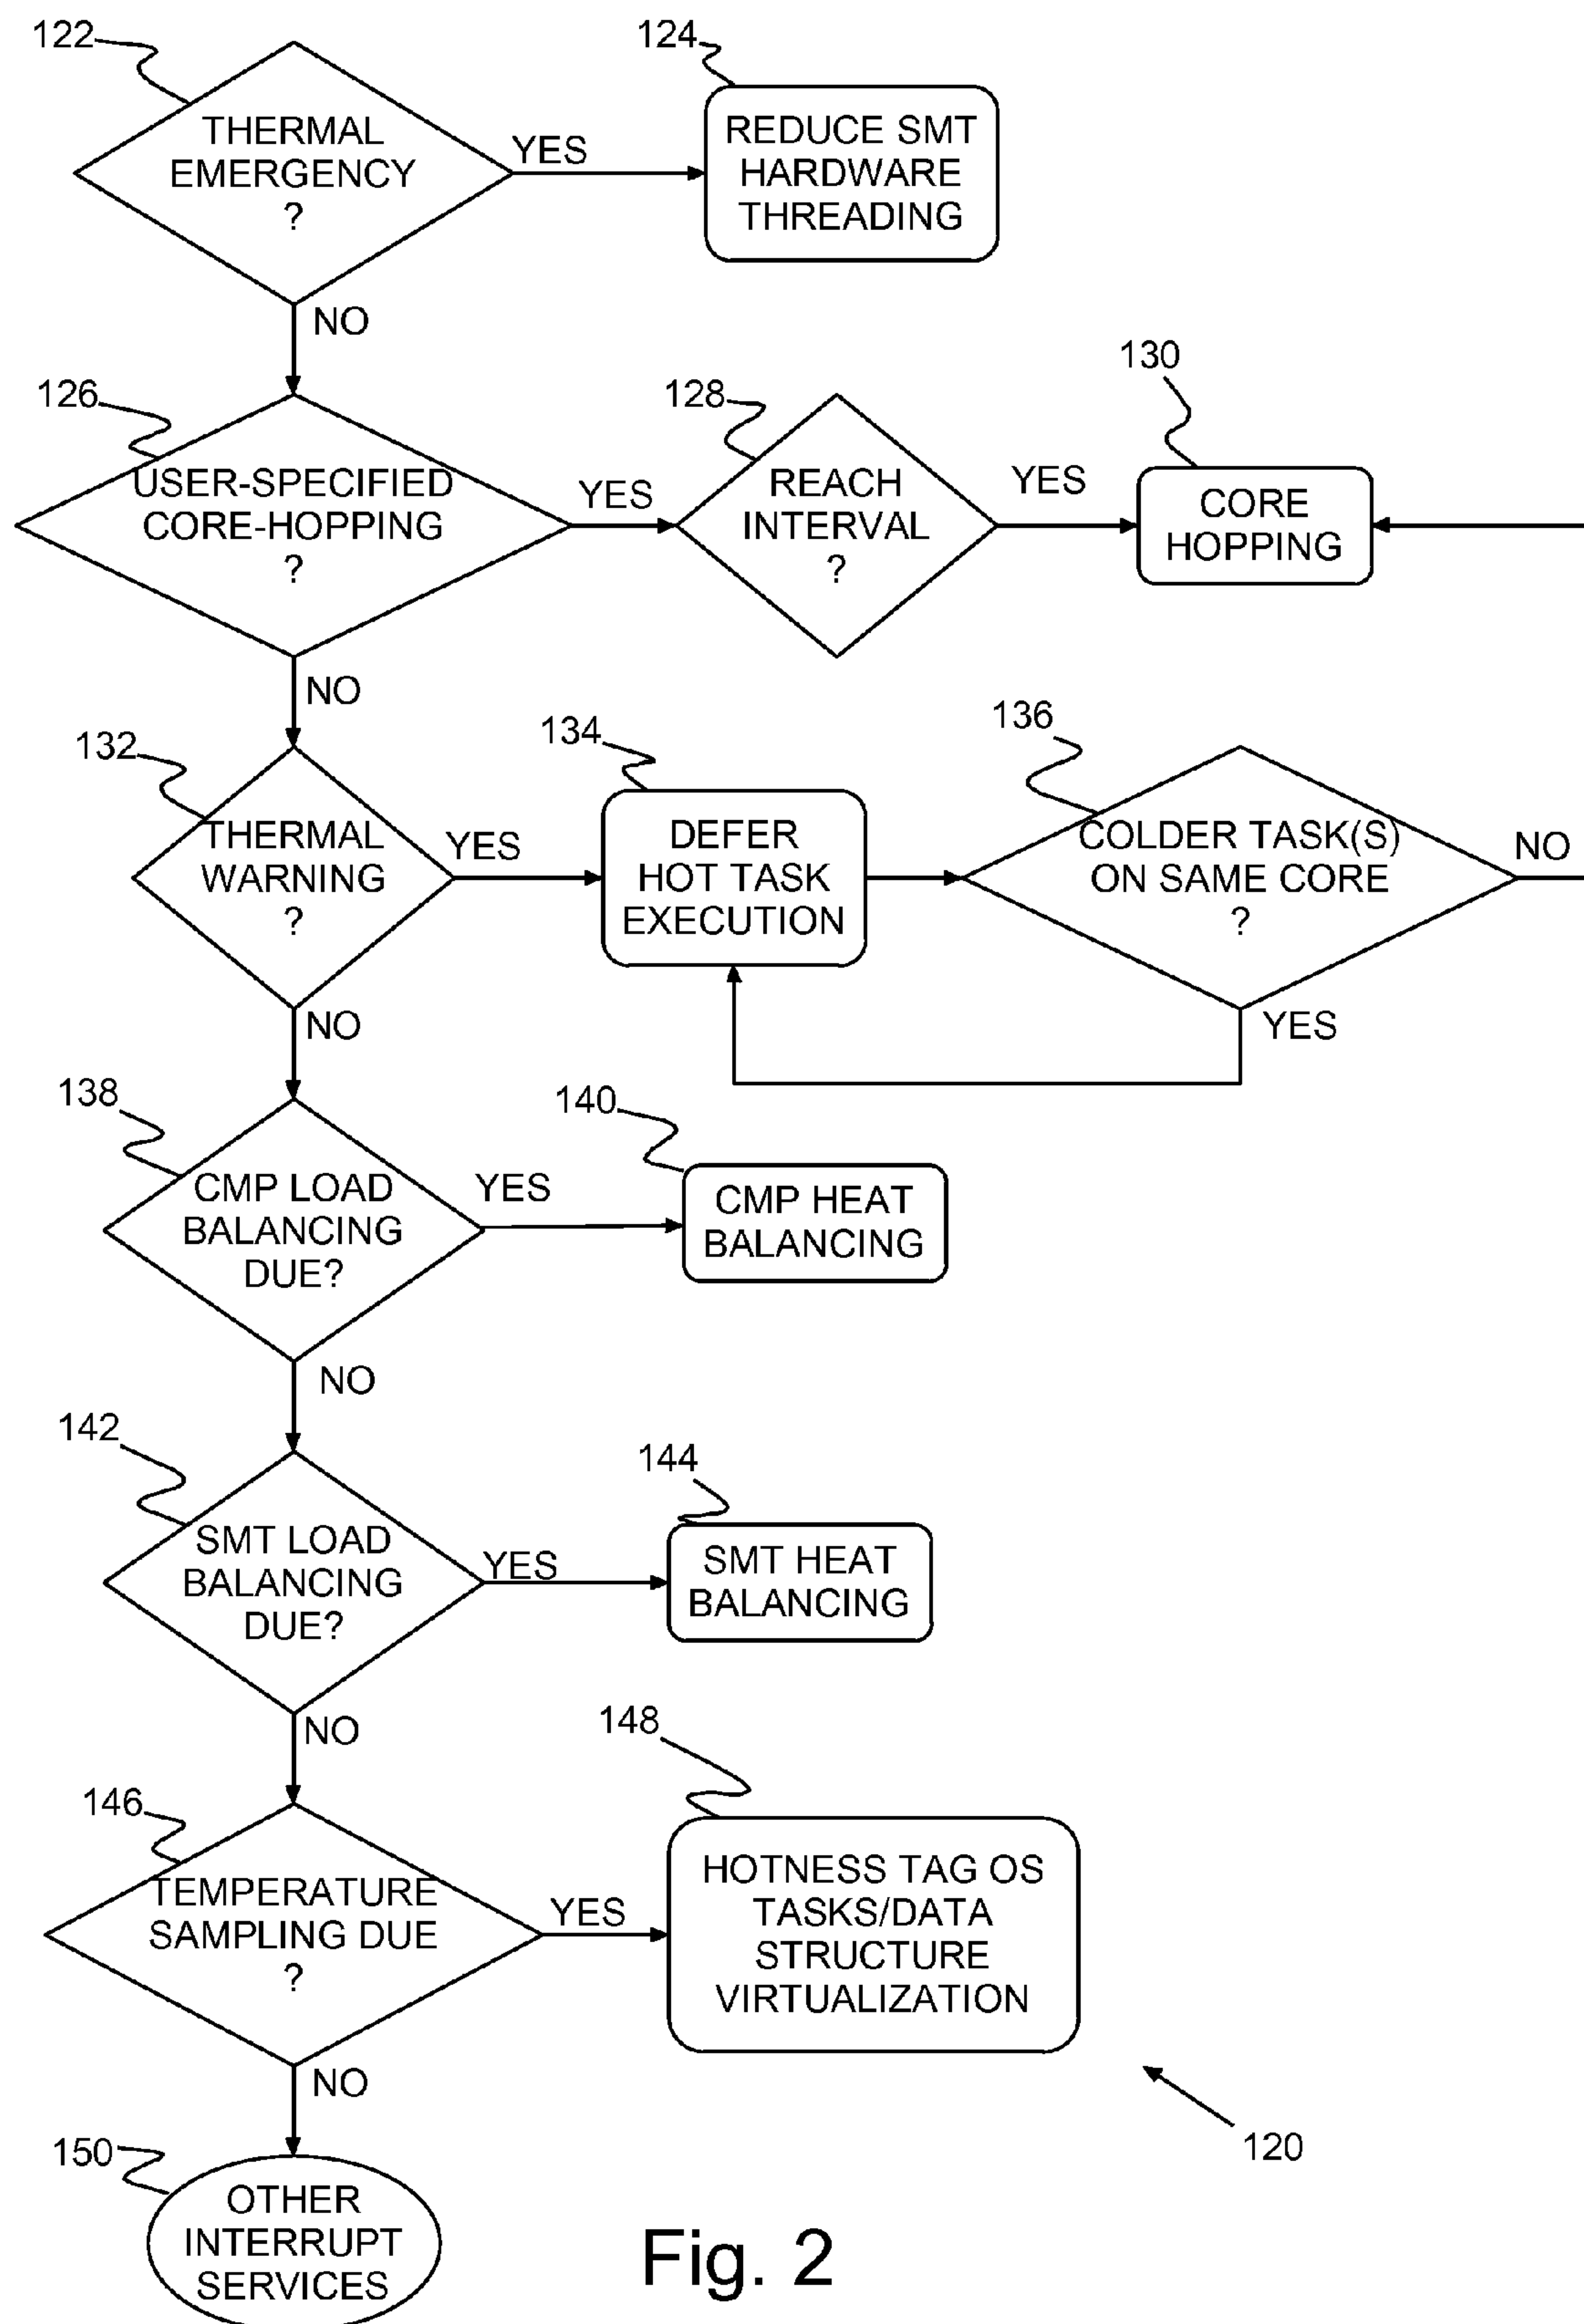 122
THERMAL
EMERGENCY
?
YES
124
REDUCE SMT
HARDWARE
THREADING
NO
126
USER-SPECIFIED
CORE-HOPPING
?
YES
128
REACH
INTERVAL
?
YES
130
CORE
HOPPING
NO
132
THERMAL
WARNING
?
YES
134
DEFER
HOT TASK
EXECUTION
136
COLDER TASK(S)
ON SAME CORE
?
NO
YES
NO
138
CMP LOAD
BALANCING
DUE?
YES
140
CMP HEAT
BALANCING
NO
142
SMT LOAD
BALANCING
DUE?
YES
144
SMT HEAT
BALANCING
NO
146
TEMPERATURE
SAMPLING DUE
?
YES
148
HOTNESS TAG OS
TASKS/DATA
STRUCTURE
VIRTUALIZATION
NO
120
150
OTHER
INTERRUPT
SERVICES
Fig. 2